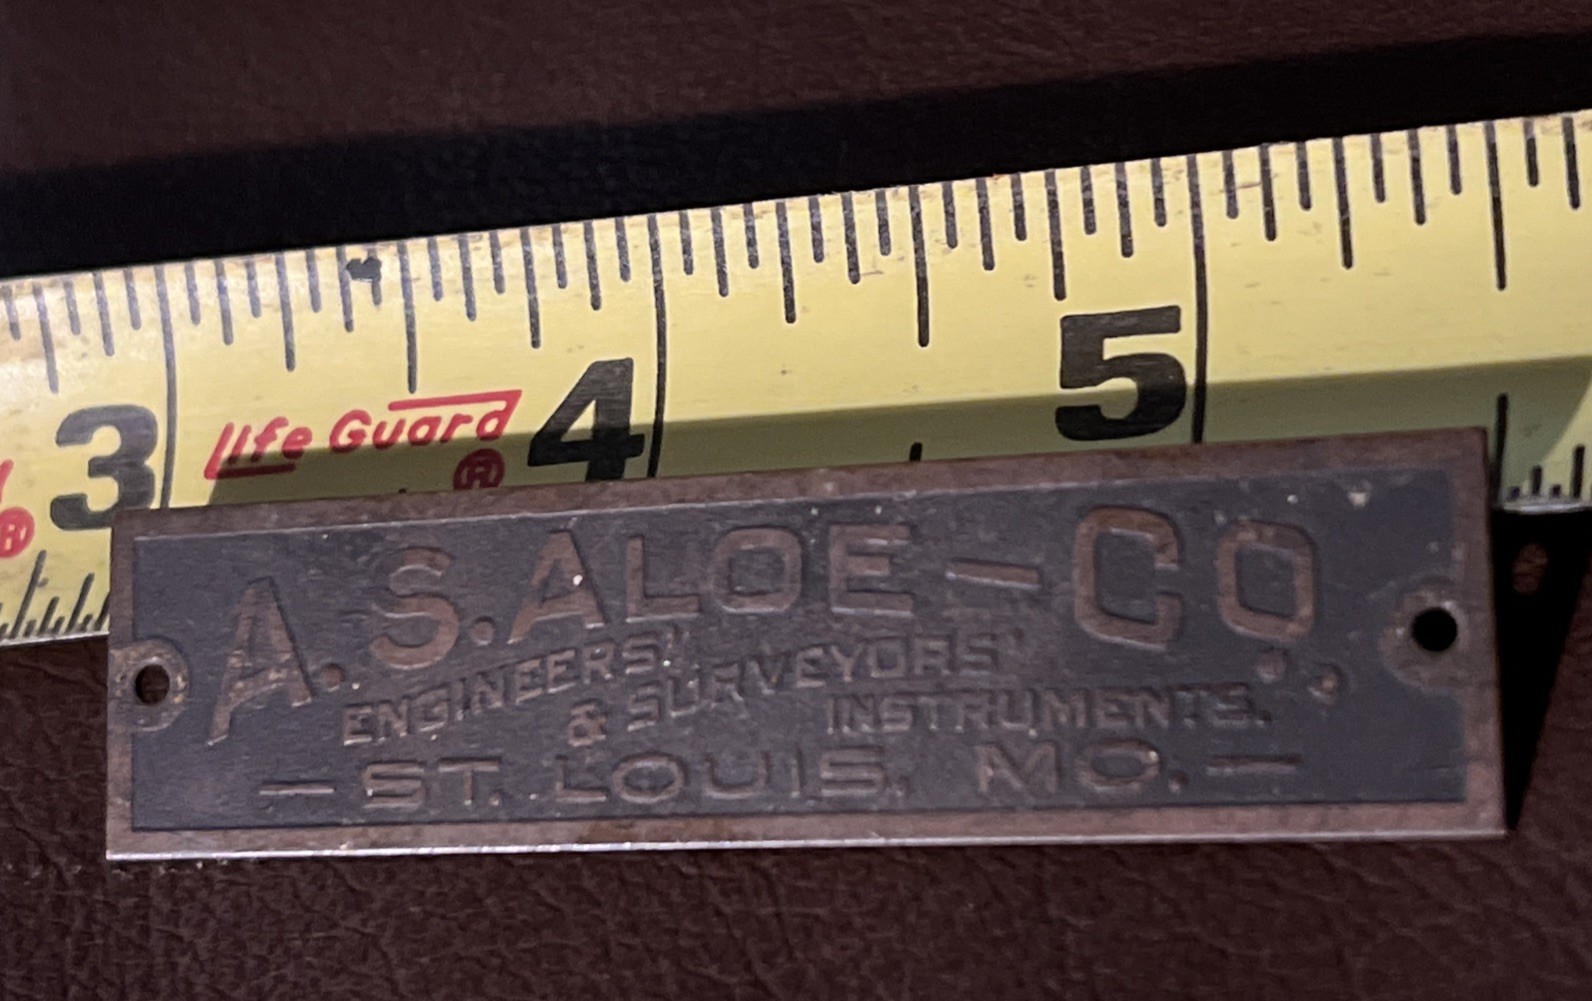 3 Life Guard ® 4 5
®
A. S. ALOE — CO.
ENGINEERS' & SURVEYORS' INSTRUMENTS.
— ST. LOUIS, MO. —